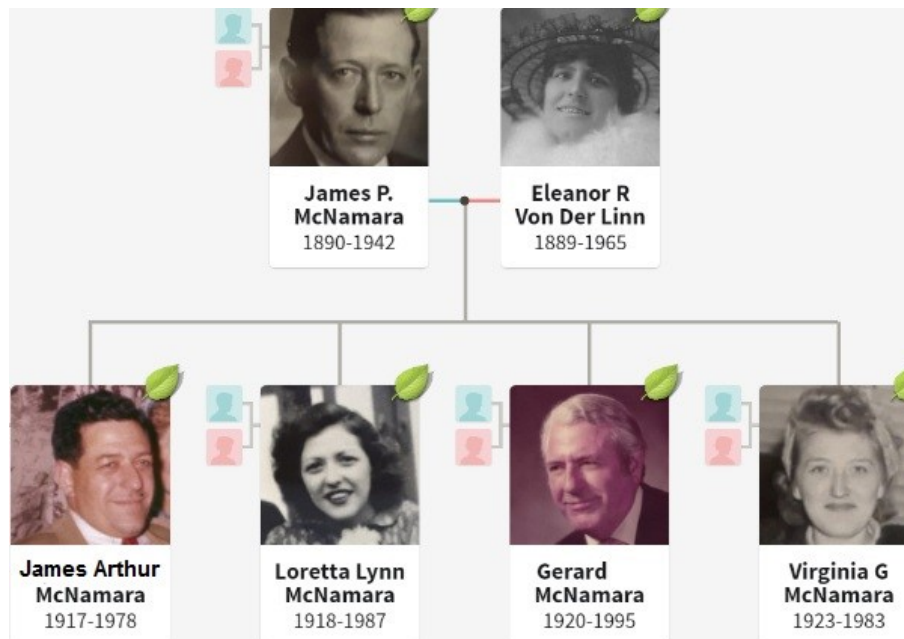 James P.
McNamara
1890-1942
Eleanor R
Von Der Linn
1889-1965
James Arthur
McNamara
1917-1978
Loretta Lynn
McNamara
1918-1987
Gerard
McNamara
1920-1995
Virginia G
McNamara
1923-1983